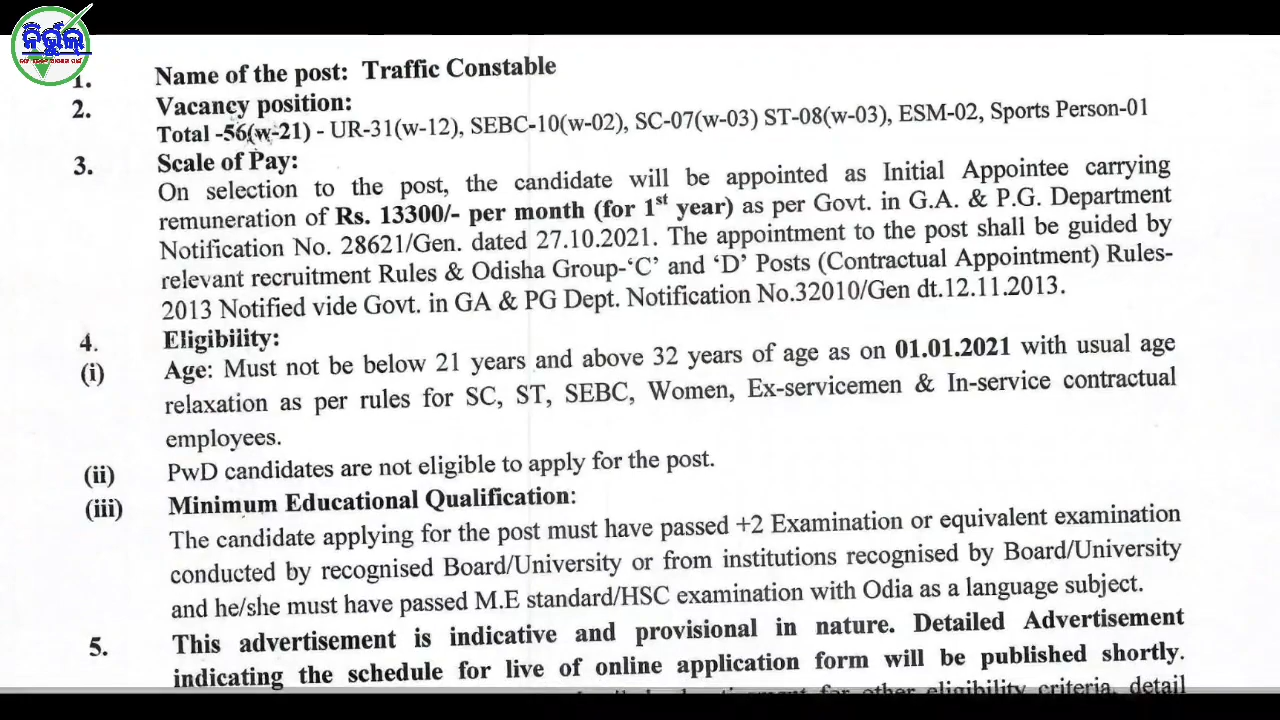 ନିର୍ଭୁଲ
1. Name of the post: Traffic Constable
2. Vacancy position:
Total -56(w-21) - UR-31(w-12), SEBC-10(w-02), SC-07(w-03) ST-08(w-03), ESM-02, Sports Person-01
3. Scale of Pay:
On selection to the post, the candidate will be appointed as Initial Appointee carrying
remuneration of Rs. 13300/- per month (for 1st year) as per Govt. in G.A. & P.G. Department
Notification No. 28621/Gen. dated 27.10.2021. The appointment to the post shall be guided by
relevant recruitment Rules & Odisha Group-‘C’ and ‘D’ Posts (Contractual Appointment) Rules-
2013 Notified vide Govt. in GA & PG Dept. Notification No.32010/Gen dt.12.11.2013.
4. Eligibility:
(i) Age: Must not be below 21 years and above 32 years of age as on 01.01.2021 with usual age
relaxation as per rules for SC, ST, SEBC, Women, Ex-servicemen & In-service contractual
employees.
(ii) PwD candidates are not eligible to apply for the post.
(iii) Minimum Educational Qualification:
The candidate applying for the post must have passed +2 Examination or equivalent examination
conducted by recognised Board/University or from institutions recognised by Board/University
and he/she must have passed M.E standard/HSC examination with Odia as a language subject.
5. This advertisement is indicative and provisional in nature. Detailed Advertisement
indicating the schedule for live of online application form will be published shortly.
for other eligibility criteria, detail